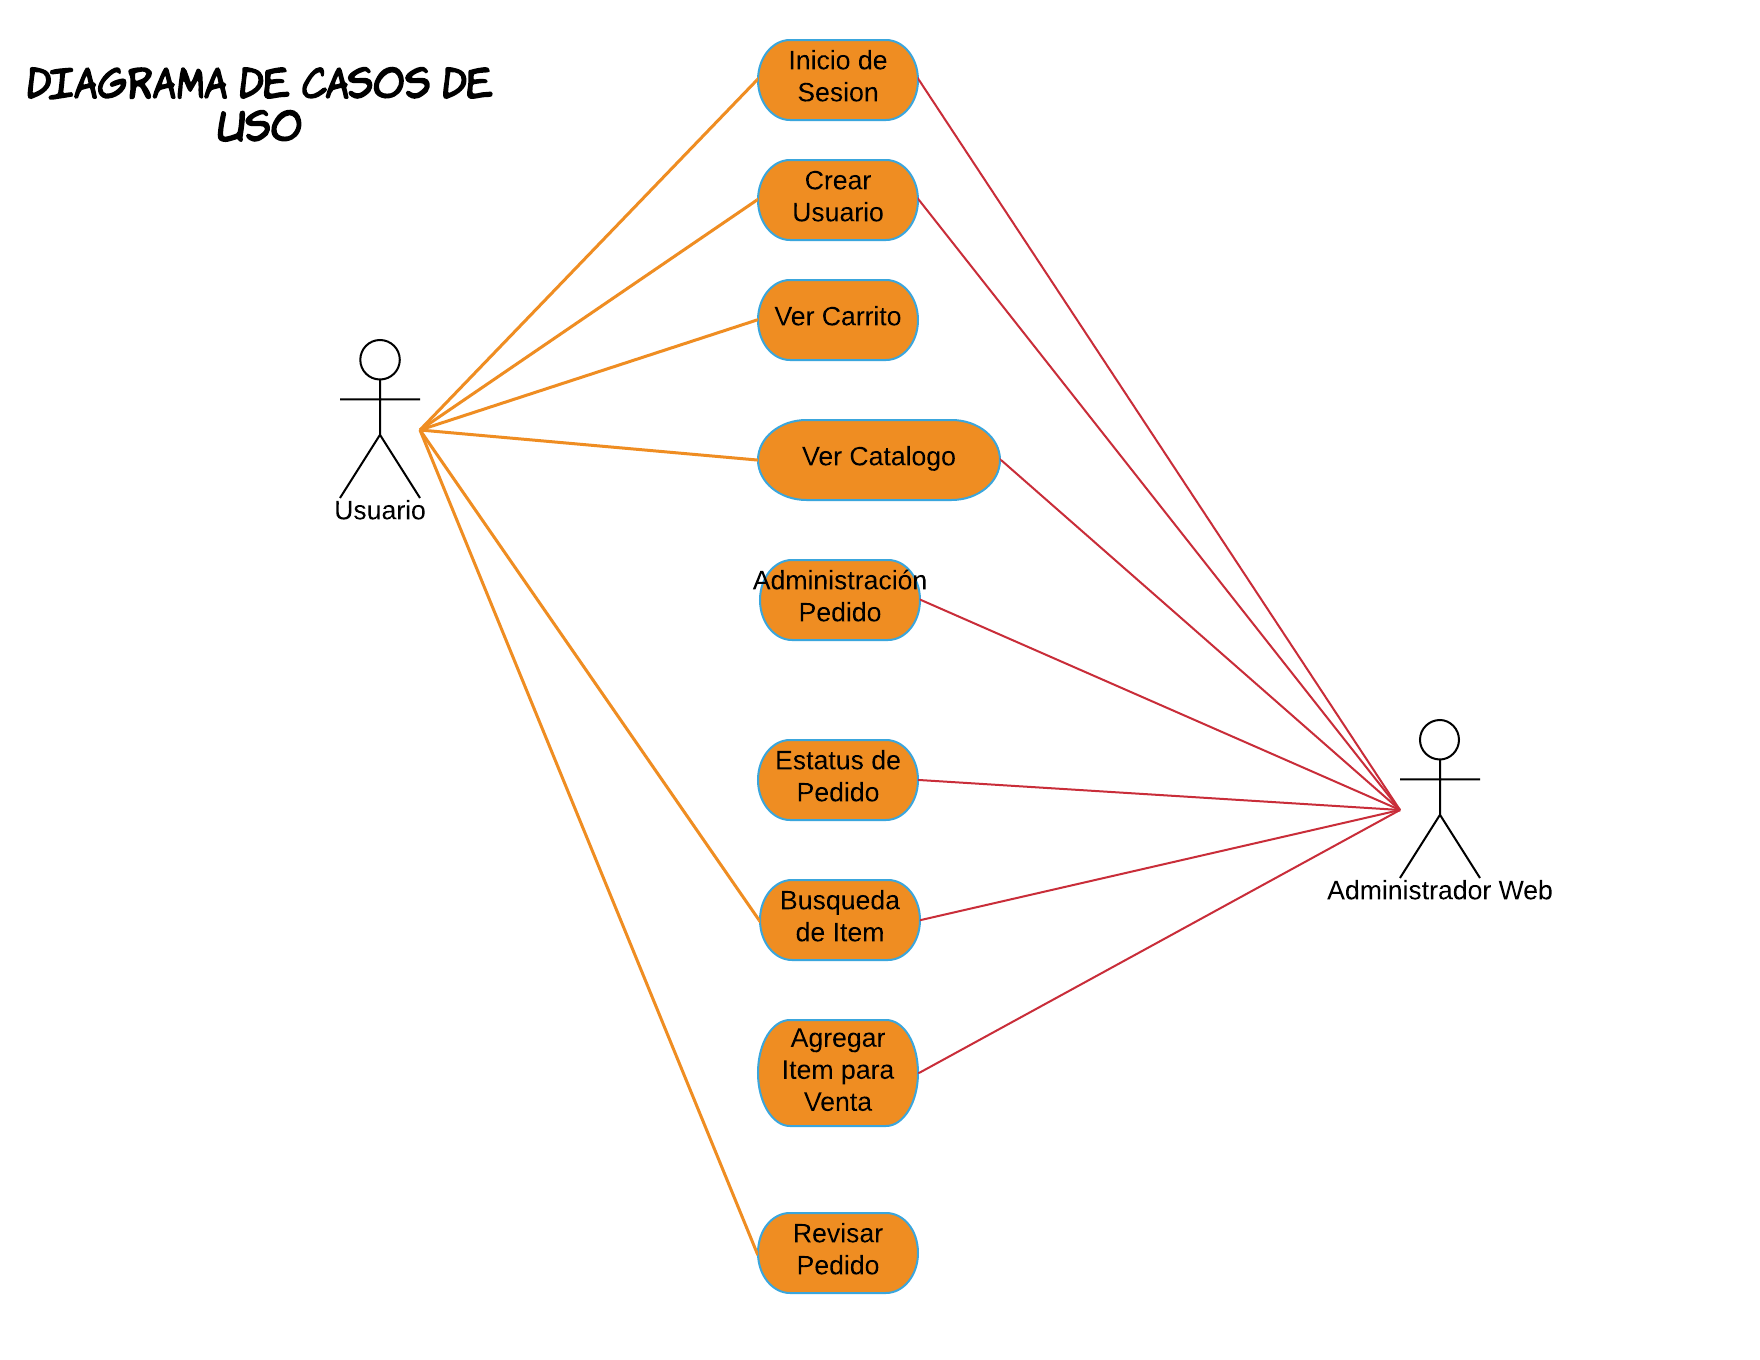 DIAGRAMA DE CASOS DE
USO
Inicio de
Sesion
Crear
Usuario
Ver Carrito
Usuario
Ver Catalogo
Administración
Pedido
Estatus de
Pedido
Administrador Web
Busqueda
de Item
Agregar
Item para
Venta
Revisar
Pedido